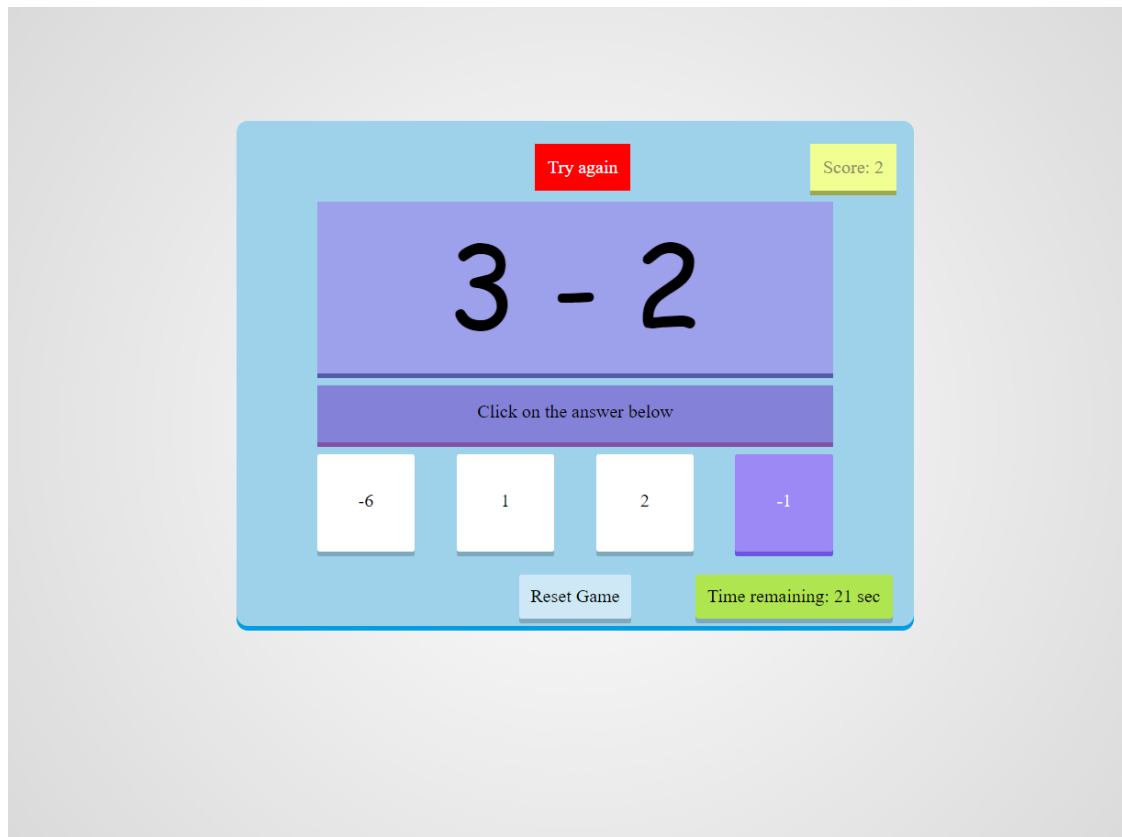 Try again
Score: 2
3 - 2
Click on the answer below
-6 1 2 -1
Reset Game
Time remaining: 21 sec